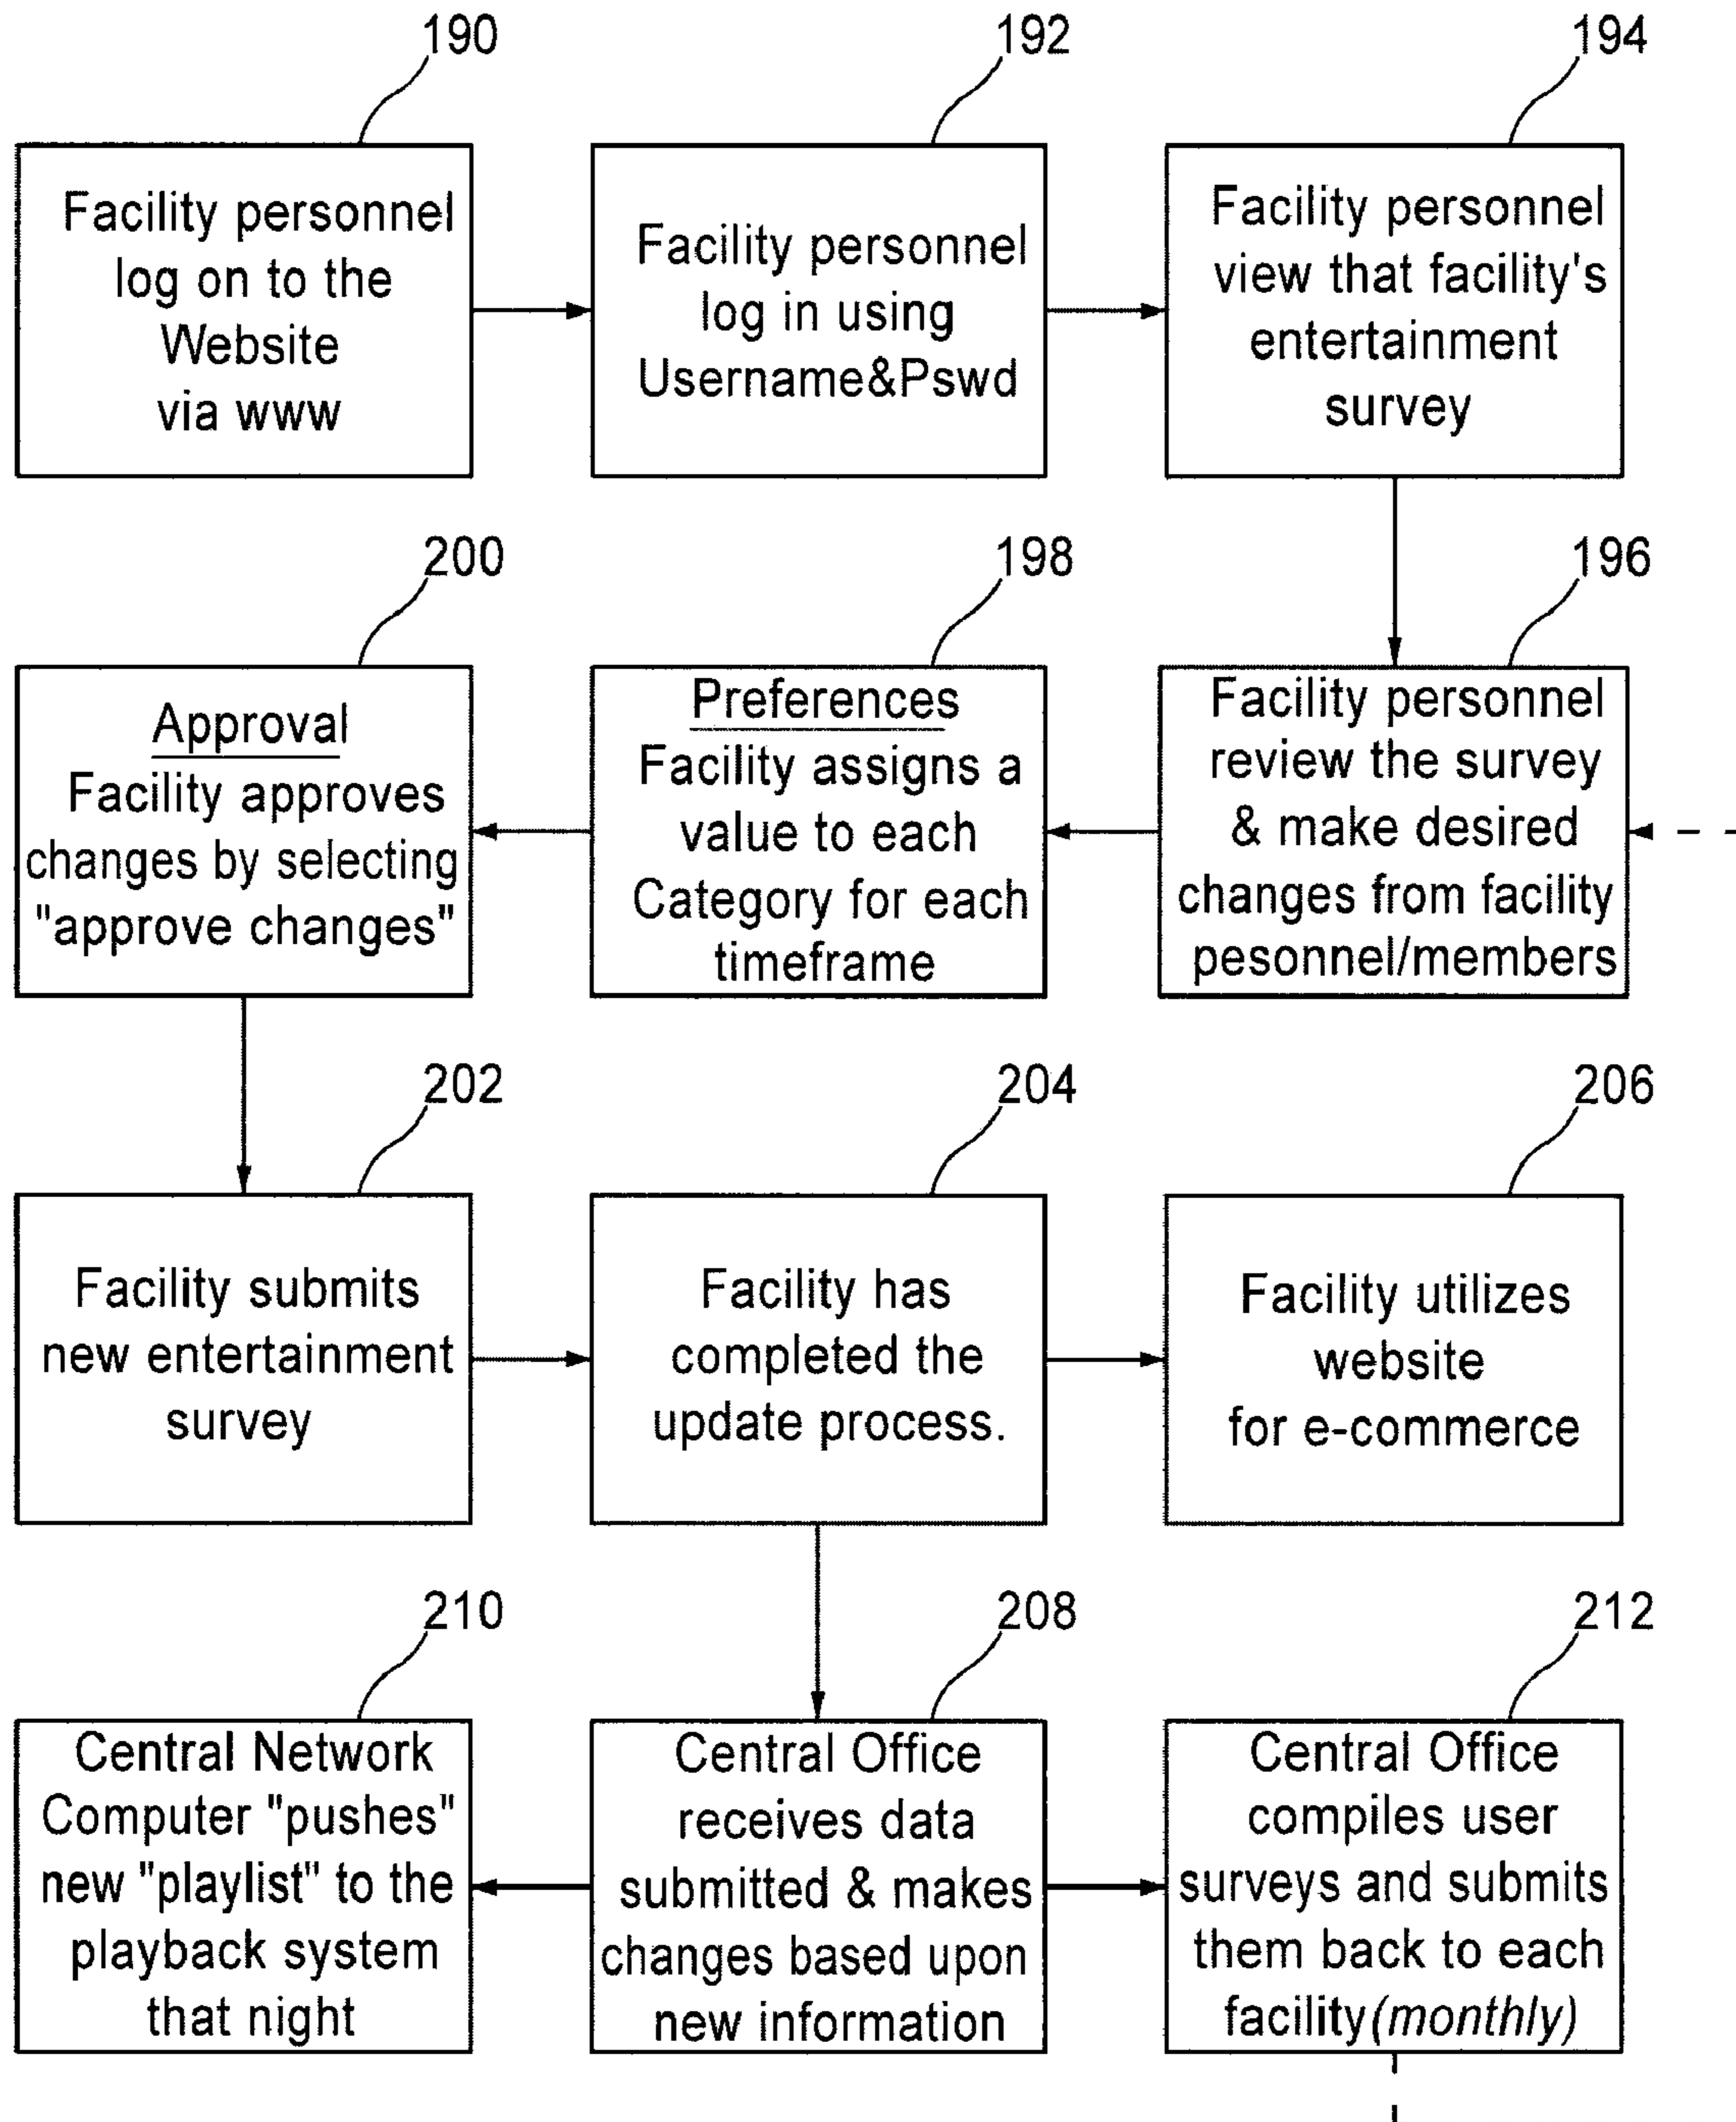 190
Facility personnel
log on to the
Website
via www
192
Facility personnel
log in using
Username&Pswd
194
Facility personnel
view that facility's
entertainment
survey
200
Approval
Facility approves
changes by selecting
"approve changes"
198
Preferences
Facility assigns a
value to each
Category for each
timeframe
196
Facility personnel
review the survey
& make desired
changes from facility
pesonnel/members
202
Facility submits
new entertainment
survey
204
Facility has
completed the
update process.
206
Facility utilizes
website
for e-commerce
210
Central Network
Computer "pushes"
new "playlist" to the
playback system
that night
208
Central Office
receives data
submitted & makes
changes based upon
new information
212
Central Office
compiles user
surveys and submits
them back to each
facility(monthly)